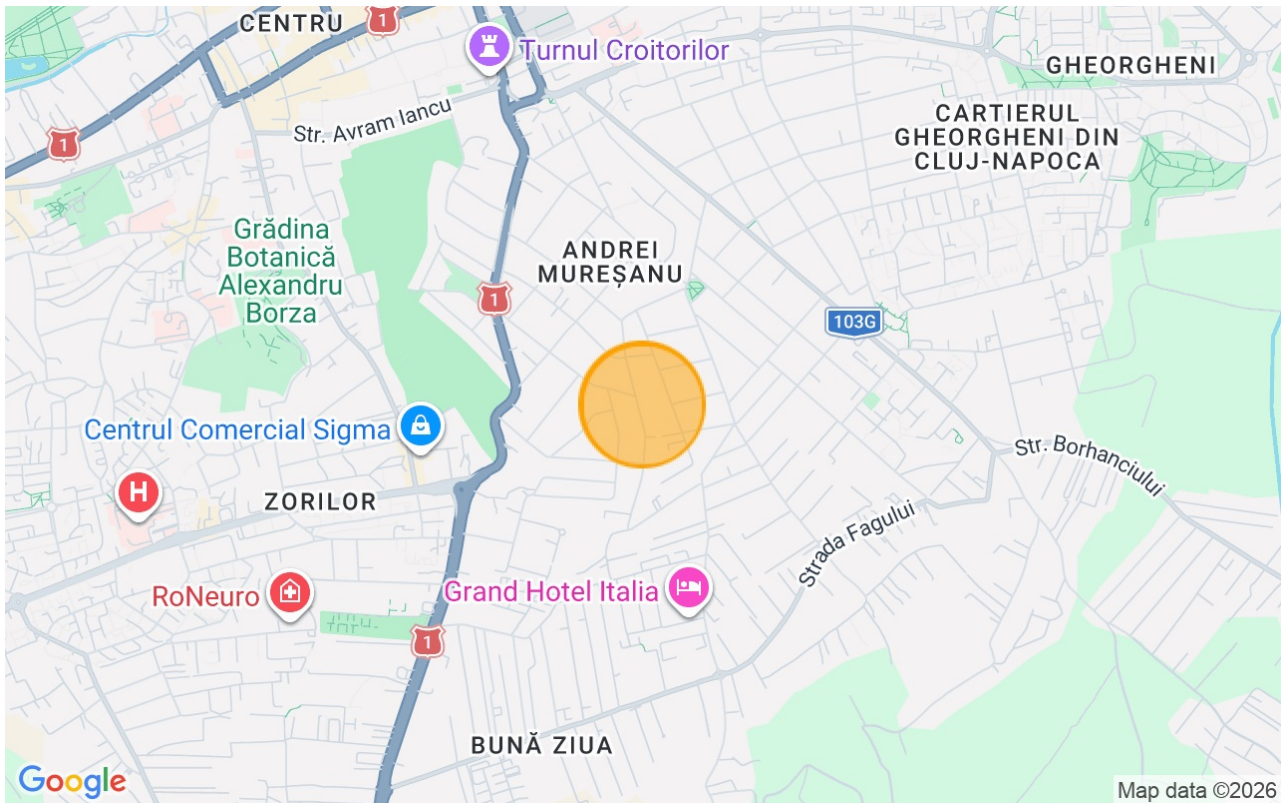 CENTRU
1
Turnul Croitorilor
GHEORGHENI
Str. Avram Iancu
1
CARTIERUL
GHEORGHENI DIN
CLUJ-NAPOCA
Grădina
Botanică
Alexandru
Borza
ANDREI
MUREȘANU
1
103G
Centrul Comercial Sigma
Str. Borhanciului
H
ZORILOR
Strada Fagului
RoNeuro
Grand Hotel Italia
1
BUNĂ ZIUA
Google
Map data ©2026